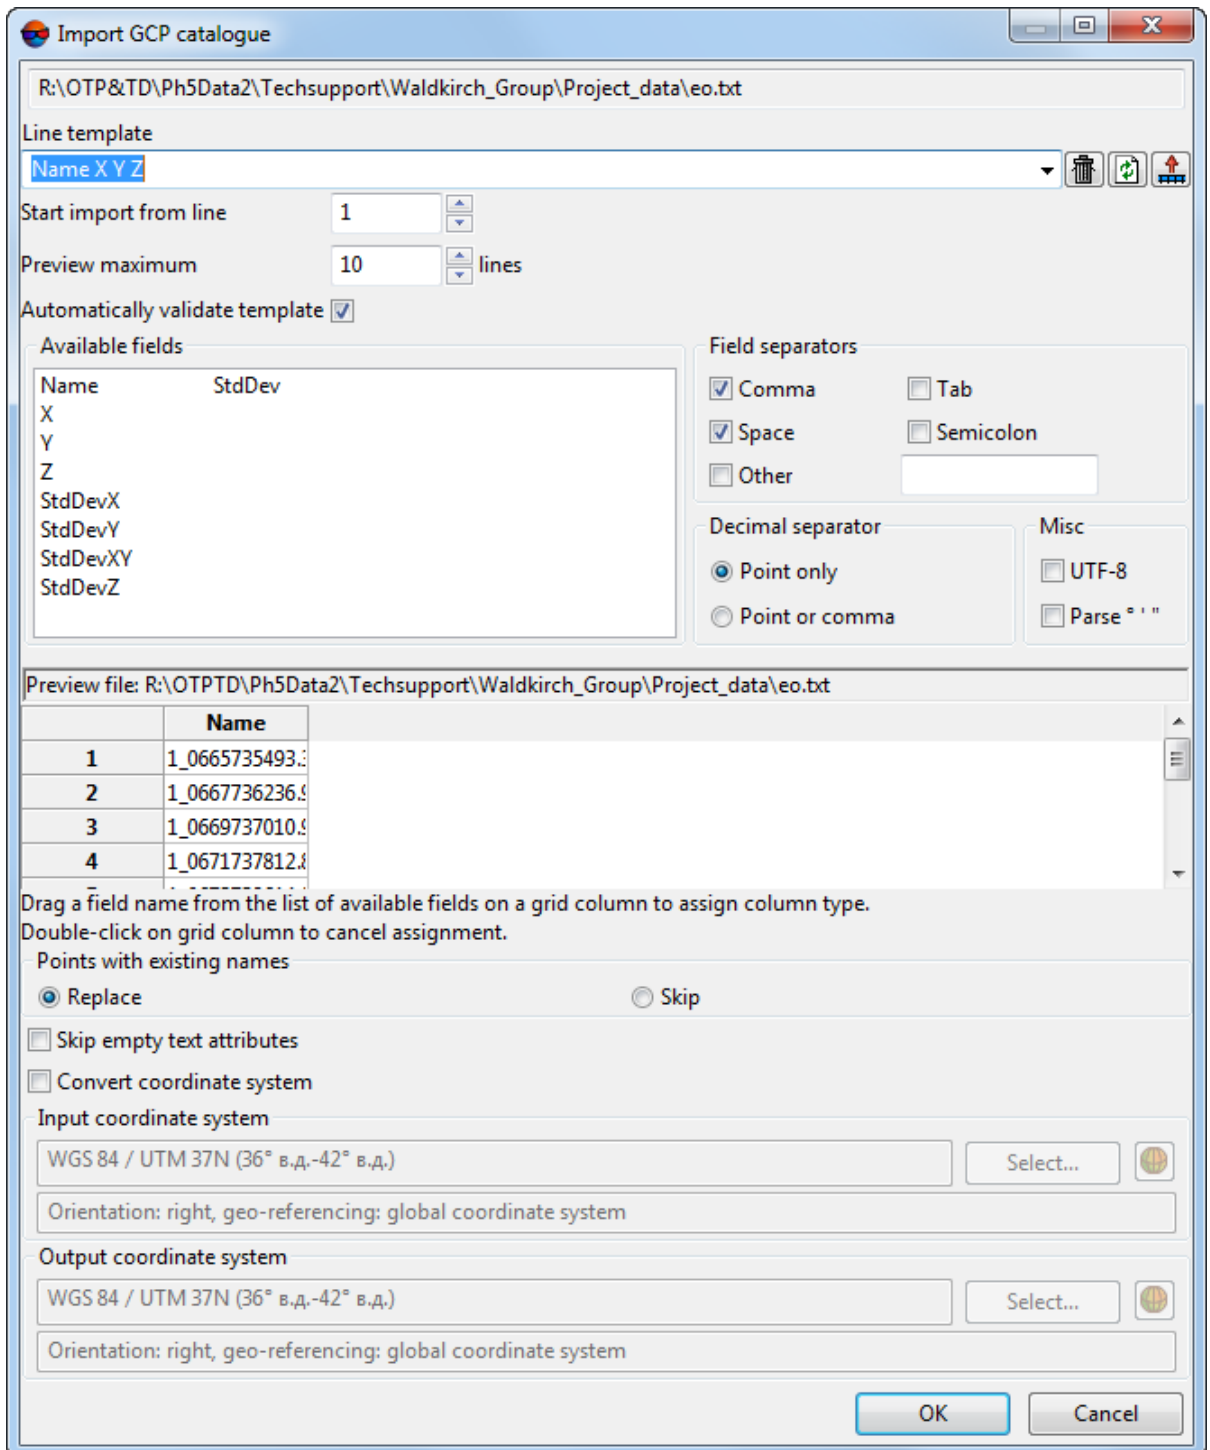 Import GCP catalogue
R:\OTP&TD\Ph5Data2\Techsupport\Waldkirch_Group\Project_data\eo.txt
Line template
Name X Y Z
Start import from line 1
Preview maximum 10 lines
Automatically validate template
Available fields
Name StdDev
X
Y
Z
StdDevX
StdDevY
StdDevXY
StdDevZ
Field separators
Comma Tab
Space Semicolon
Other
Decimal separator
Point only
Point or comma
Misc
UTF-8
Parse ° ' "
Preview file: R:\OTPTD\Ph5Data2\Techsupport\Waldkirch_Group\Project_data\eo.txt
Name
1 1_0665735493.
2 1_0667736236.
3 1_0669737010.
4 1_0671737812.
Drag a field name from the list of available fields on a grid column to assign column type.
Double-click on grid column to cancel assignment.
Points with existing names
Replace Skip
Skip empty text attributes
Convert coordinate system
Input coordinate system
WGS 84 / UTM 37N (36° в.д.-42° в.д.) Select...
Orientation: right, geo-referencing: global coordinate system
Output coordinate system
WGS 84 / UTM 37N (36° в.д.-42° в.д.) Select...
Orientation: right, geo-referencing: global coordinate system
OK Cancel